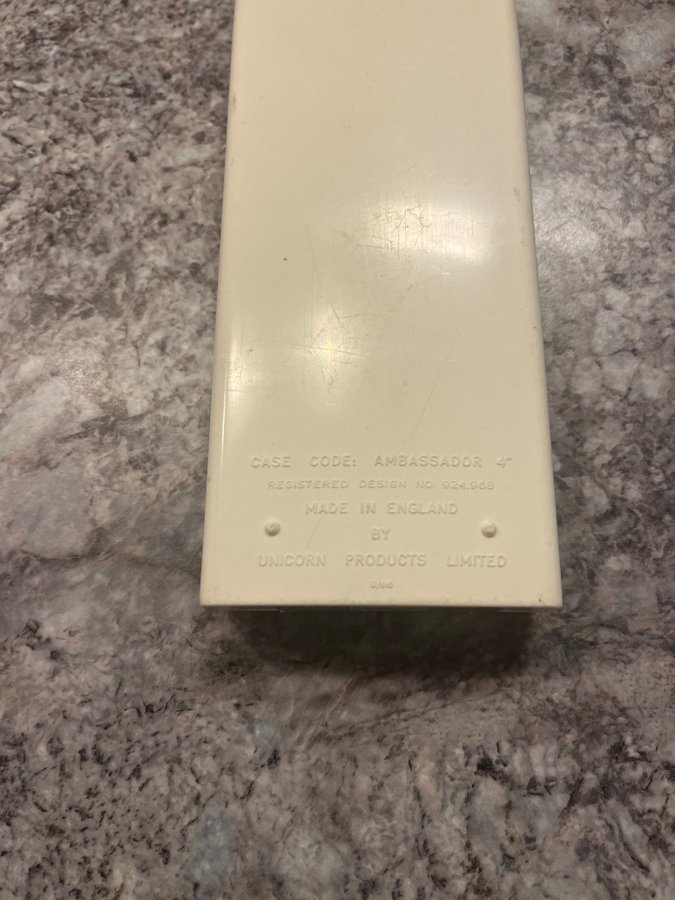 CASE CODE: AMBASSADOR 4"
REGISTERED DESIGN NO. 924.968
MADE IN ENGLAND
BY
UNICORN PRODUCTS LIMITED